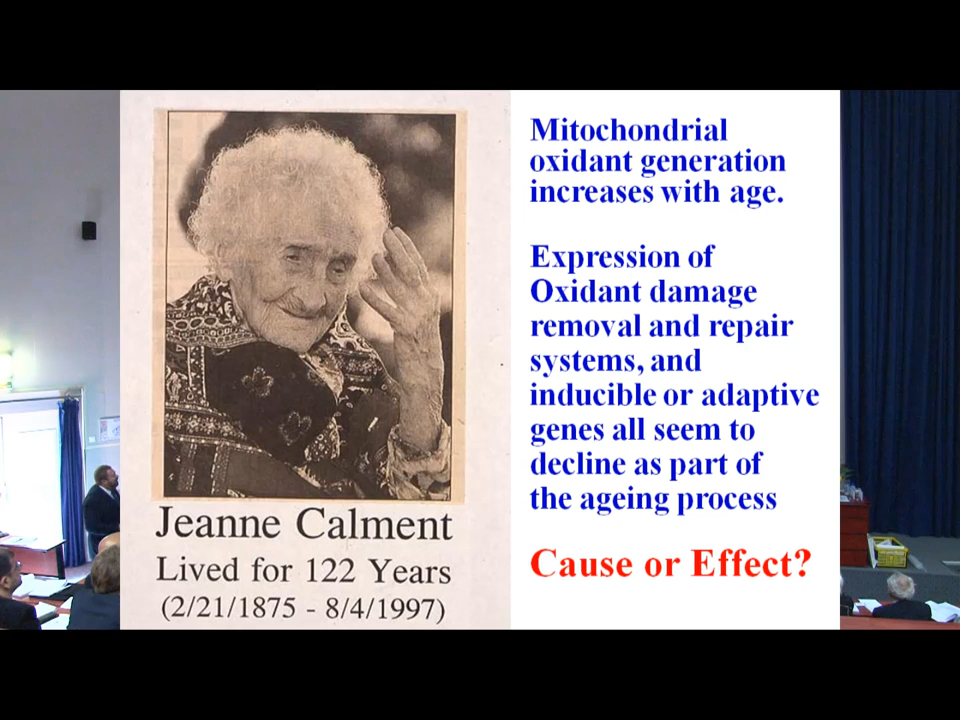 Jeanne Calment
Lived for 122 Years
(2/21/1875 - 8/4/1997)
Mitochondrial
oxidant generation
increases with age.
Expression of
Oxidant damage
removal and repair
systems, and
inducible or adaptive
genes all seem to
decline as part of
the ageing process
Cause or Effect?